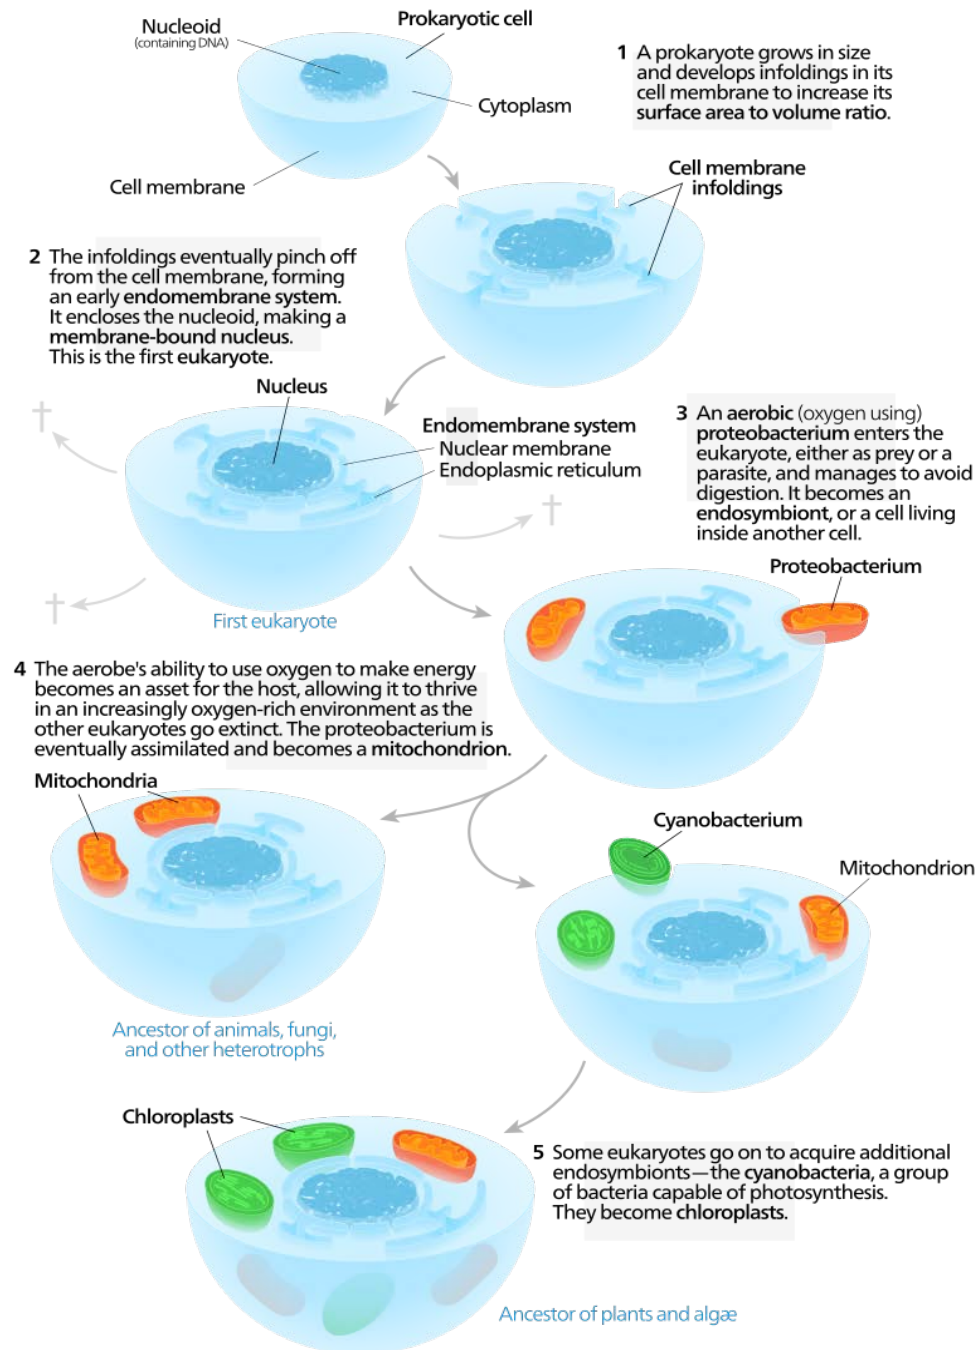 Nucleoid
(containing DNA)
Prokaryotic cell
Cytoplasm
Cell membrane
1 A prokaryote grows in size
and develops infoldings in its
cell membrane to increase its
surface area to volume ratio.
Cell membrane
infoldings
2 The infoldings eventually pinch off
from the cell membrane, forming
an early endomembrane system.
It encloses the nucleoid, making a
membrane-bound nucleus.
This is the first eukaryote.
Nucleus
Endomembrane system
Nuclear membrane
Endoplasmic reticulum
First eukaryote
3 An aerobic (oxygen using)
proteobacterium enters the
eukaryote, either as prey or a
parasite, and manages to avoid
digestion. It becomes an
endosymbiont, or a cell living
inside another cell.
Proteobacterium
4 The aerobe's ability to use oxygen to make energy
becomes an asset for the host, allowing it to thrive
in an increasingly oxygen-rich environment as the
other eukaryotes go extinct. The proteobacterium is
eventually assimilated and becomes a mitochondrion.
Mitochondria
Ancestor of animals, fungi,
and other heterotrophs
Cyanobacterium
Mitochondrion
Chloroplasts
5 Some eukaryotes go on to acquire additional
endosymbionts—the cyanobacteria, a group
of bacteria capable of photosynthesis.
They become chloroplasts.
Ancestor of plants and algæ